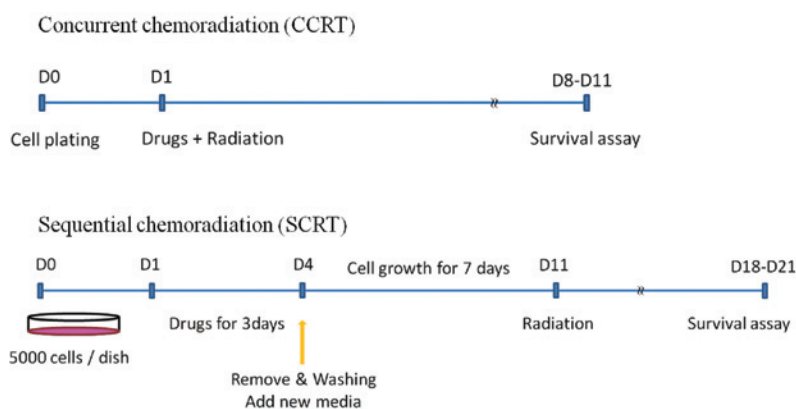 Concurrent chemoradiation (CCRT)
D0 D1 D8-D11
Cell plating Drugs + Radiation Survival assay
Sequential chemoradiation (SCRT)
D0 D1 D4 Cell growth for 7 days D11 D18-D21
Drugs for 3days Radiation Survival assay
5000 cells / dish
Remove & Washing
Add new media